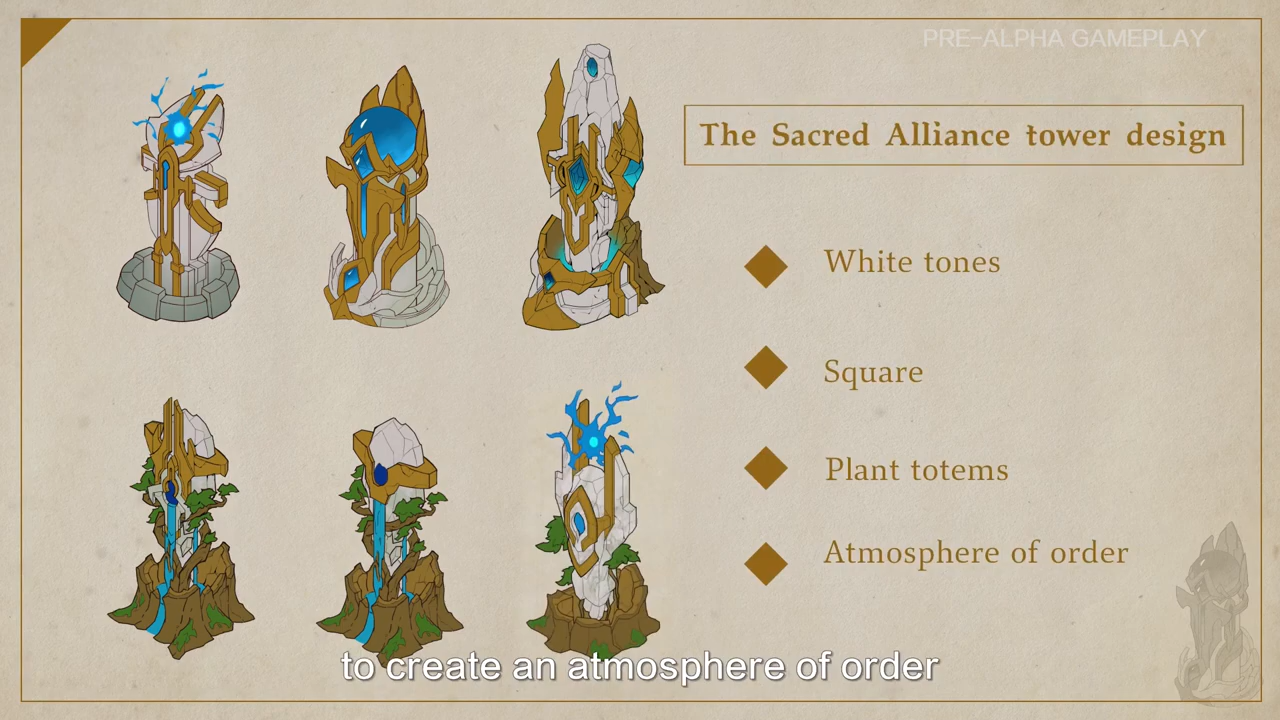 PRE-ALPHA GAMEPLAY
The Sacred Alliance tower design
White tones
Square
Plant totems
Atmosphere of order
to create an atmosphere of order